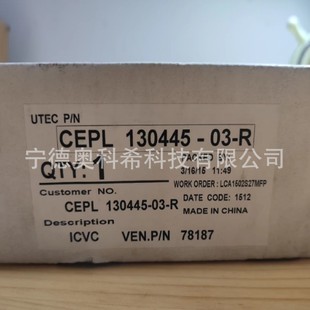 UTEC P/N
CEPL 130445-03-R
QTY: 1
3/16/15 11:49
WORK ORDER : LCA1502S27MFP
Customer NO.
DATE CODE: 1512
CEPL 130445-03-R
MADE IN CHINA
Description
ICVC VEN.P/N 78187
宁德奥科希科技有限公司